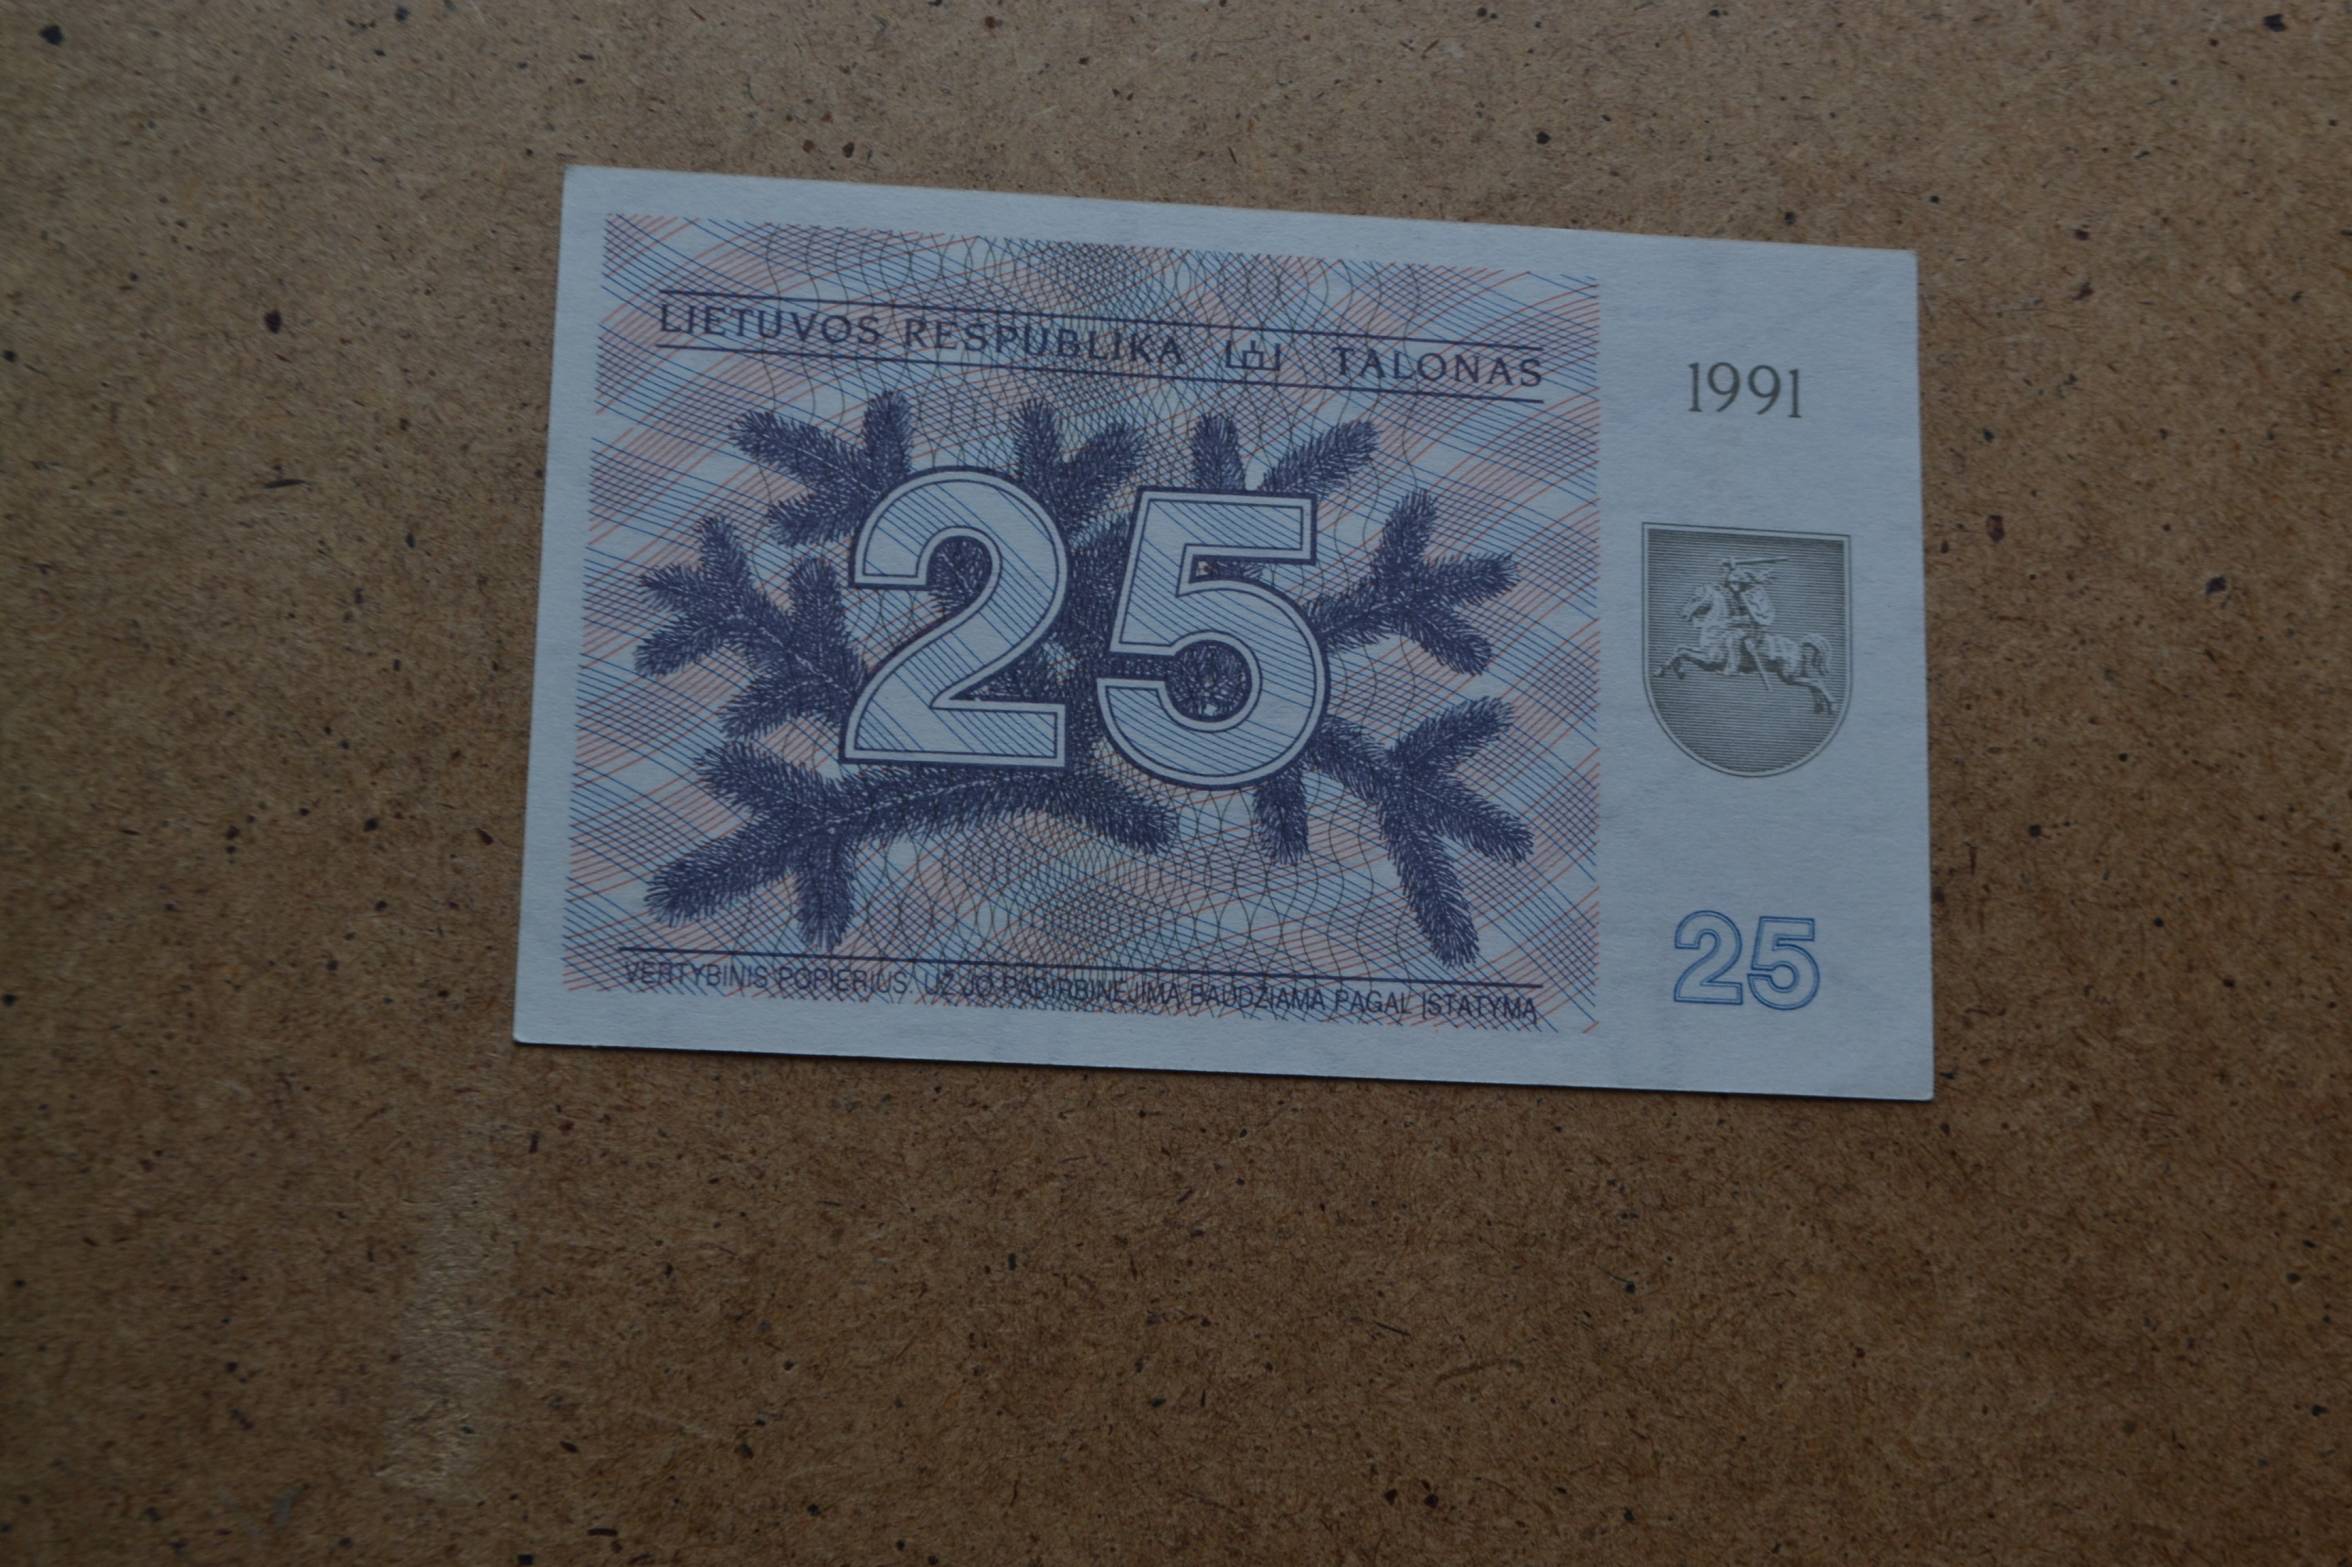 LIETUVOS RESPUBLIKA TALONAS
1991
25
25
VERTYBINIS POPIERIUS. UŽ JO PADIRBINĖJIMĄ BAUDŽIAMA PAGAL ĮSTATYMĄ